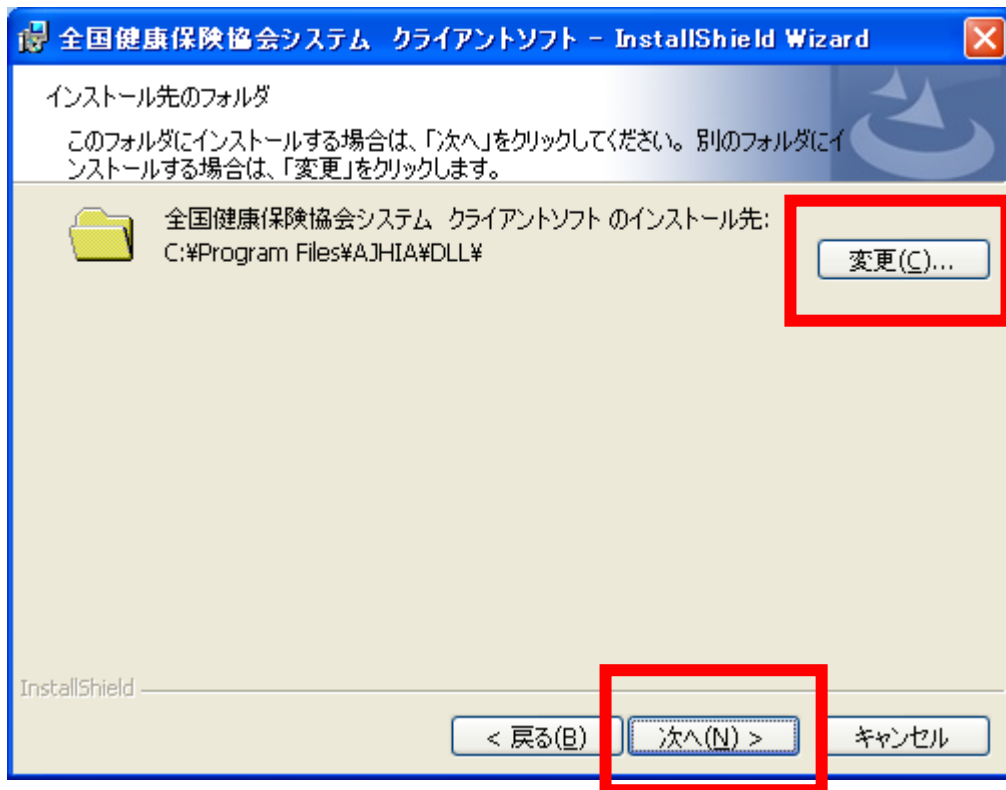 全国健康保険協会システム　クライアントソフト - InstallShield Wizard
インストール先のフォルダ
このフォルダにインストールする場合は、「次へ」をクリックしてください。別のフォルダにイ
ンストールする場合は、「変更」をクリックします。
全国健康保険協会システム　クライアントソフト のインストール先:
C:¥Program Files¥AJHIA¥DLL¥
変更(C)...
InstallShield
< 戻る(B)
次へ(N) >
キャンセル